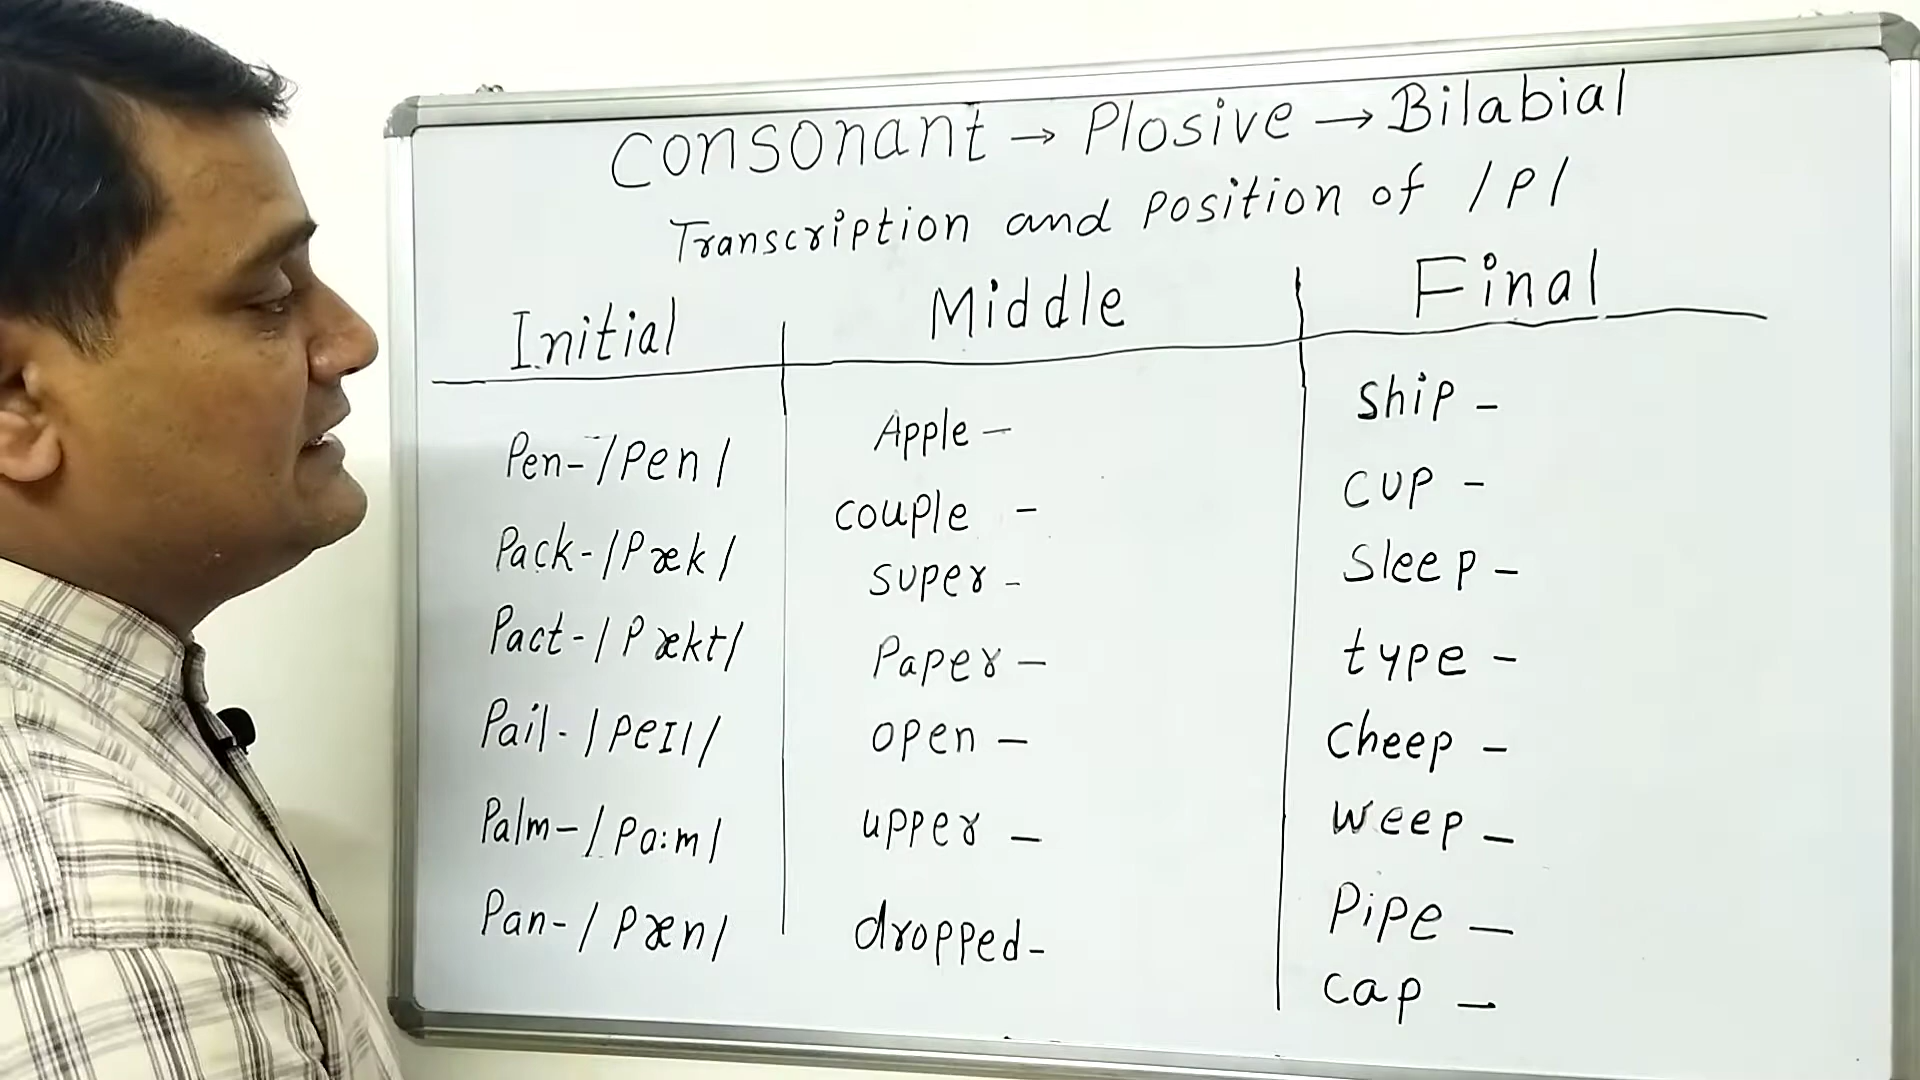 Consonant → Plosive → Bilabial
Transcription and Position of /P/
Initial
Pen-/Pen/
Pack-/Pæk/
Pact-/Pækt/
Pail-/PeIl/
Palm-/Pa:m/
Pan-/Pæn/
Middle
Apple -
couple -
super -
Paper -
open -
upper -
dropped-
Final
Ship -
CUP -
Sleep -
type -
Cheep -
weep -
Pipe -
Cap -